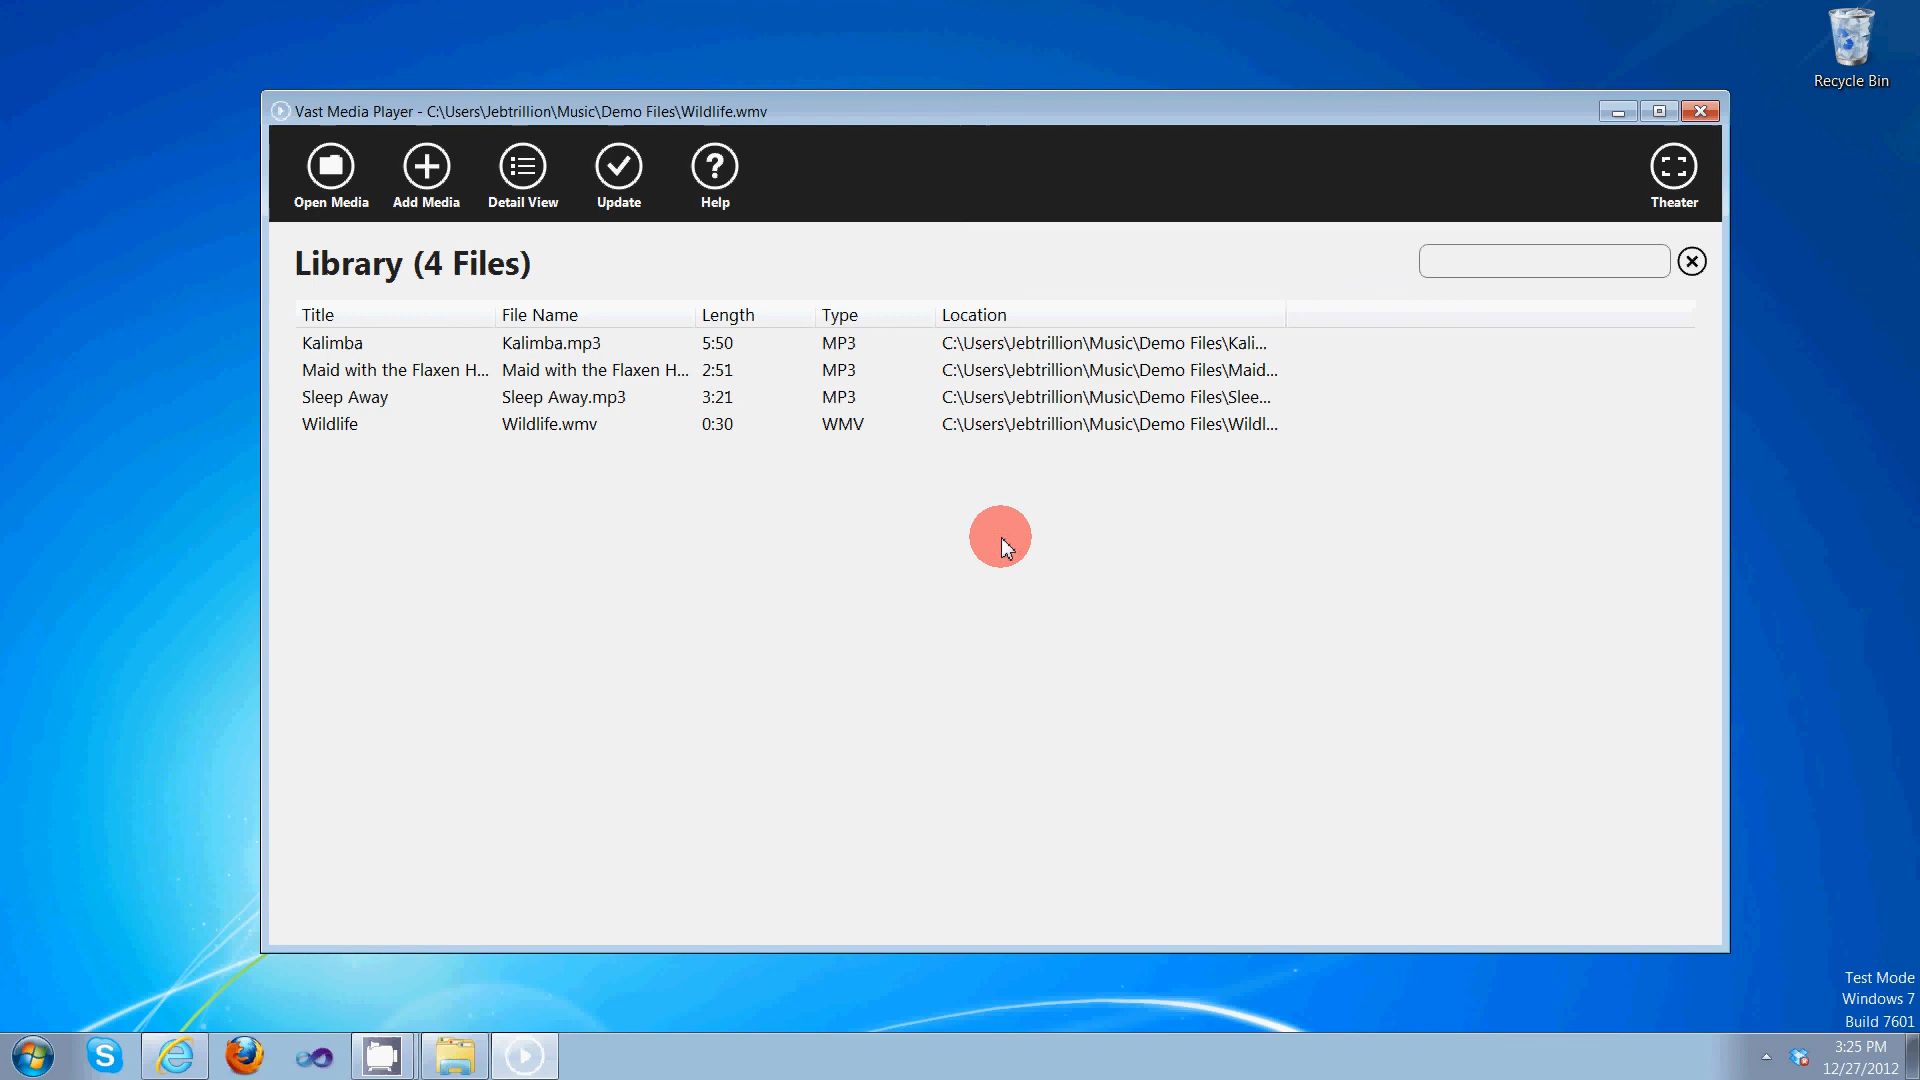 Recycle Bin
Vast Media Player - C:\Users\Jebtrillion\Music\Demo Files\Wildlife.wmv
Open Media Add Media Detail View Update Help Theater
Library (4 Files)
Title File Name Length Type Location
Kalimba Kalimba.mp3 5:50 MP3 C:\Users\Jebtrillion\Music\Demo Files\Kali...
Maid with the Flaxen H... Maid with the Flaxen H... 2:51 MP3 C:\Users\Jebtrillion\Music\Demo Files\Maid...
Sleep Away Sleep Away.mp3 3:21 MP3 C:\Users\Jebtrillion\Music\Demo Files\Slee...
Wildlife Wildlife.wmv 0:30 WMV C:\Users\Jebtrillion\Music\Demo Files\Wildl...
Test Mode
Windows 7
Build 7601
3:25 PM
12/27/2012